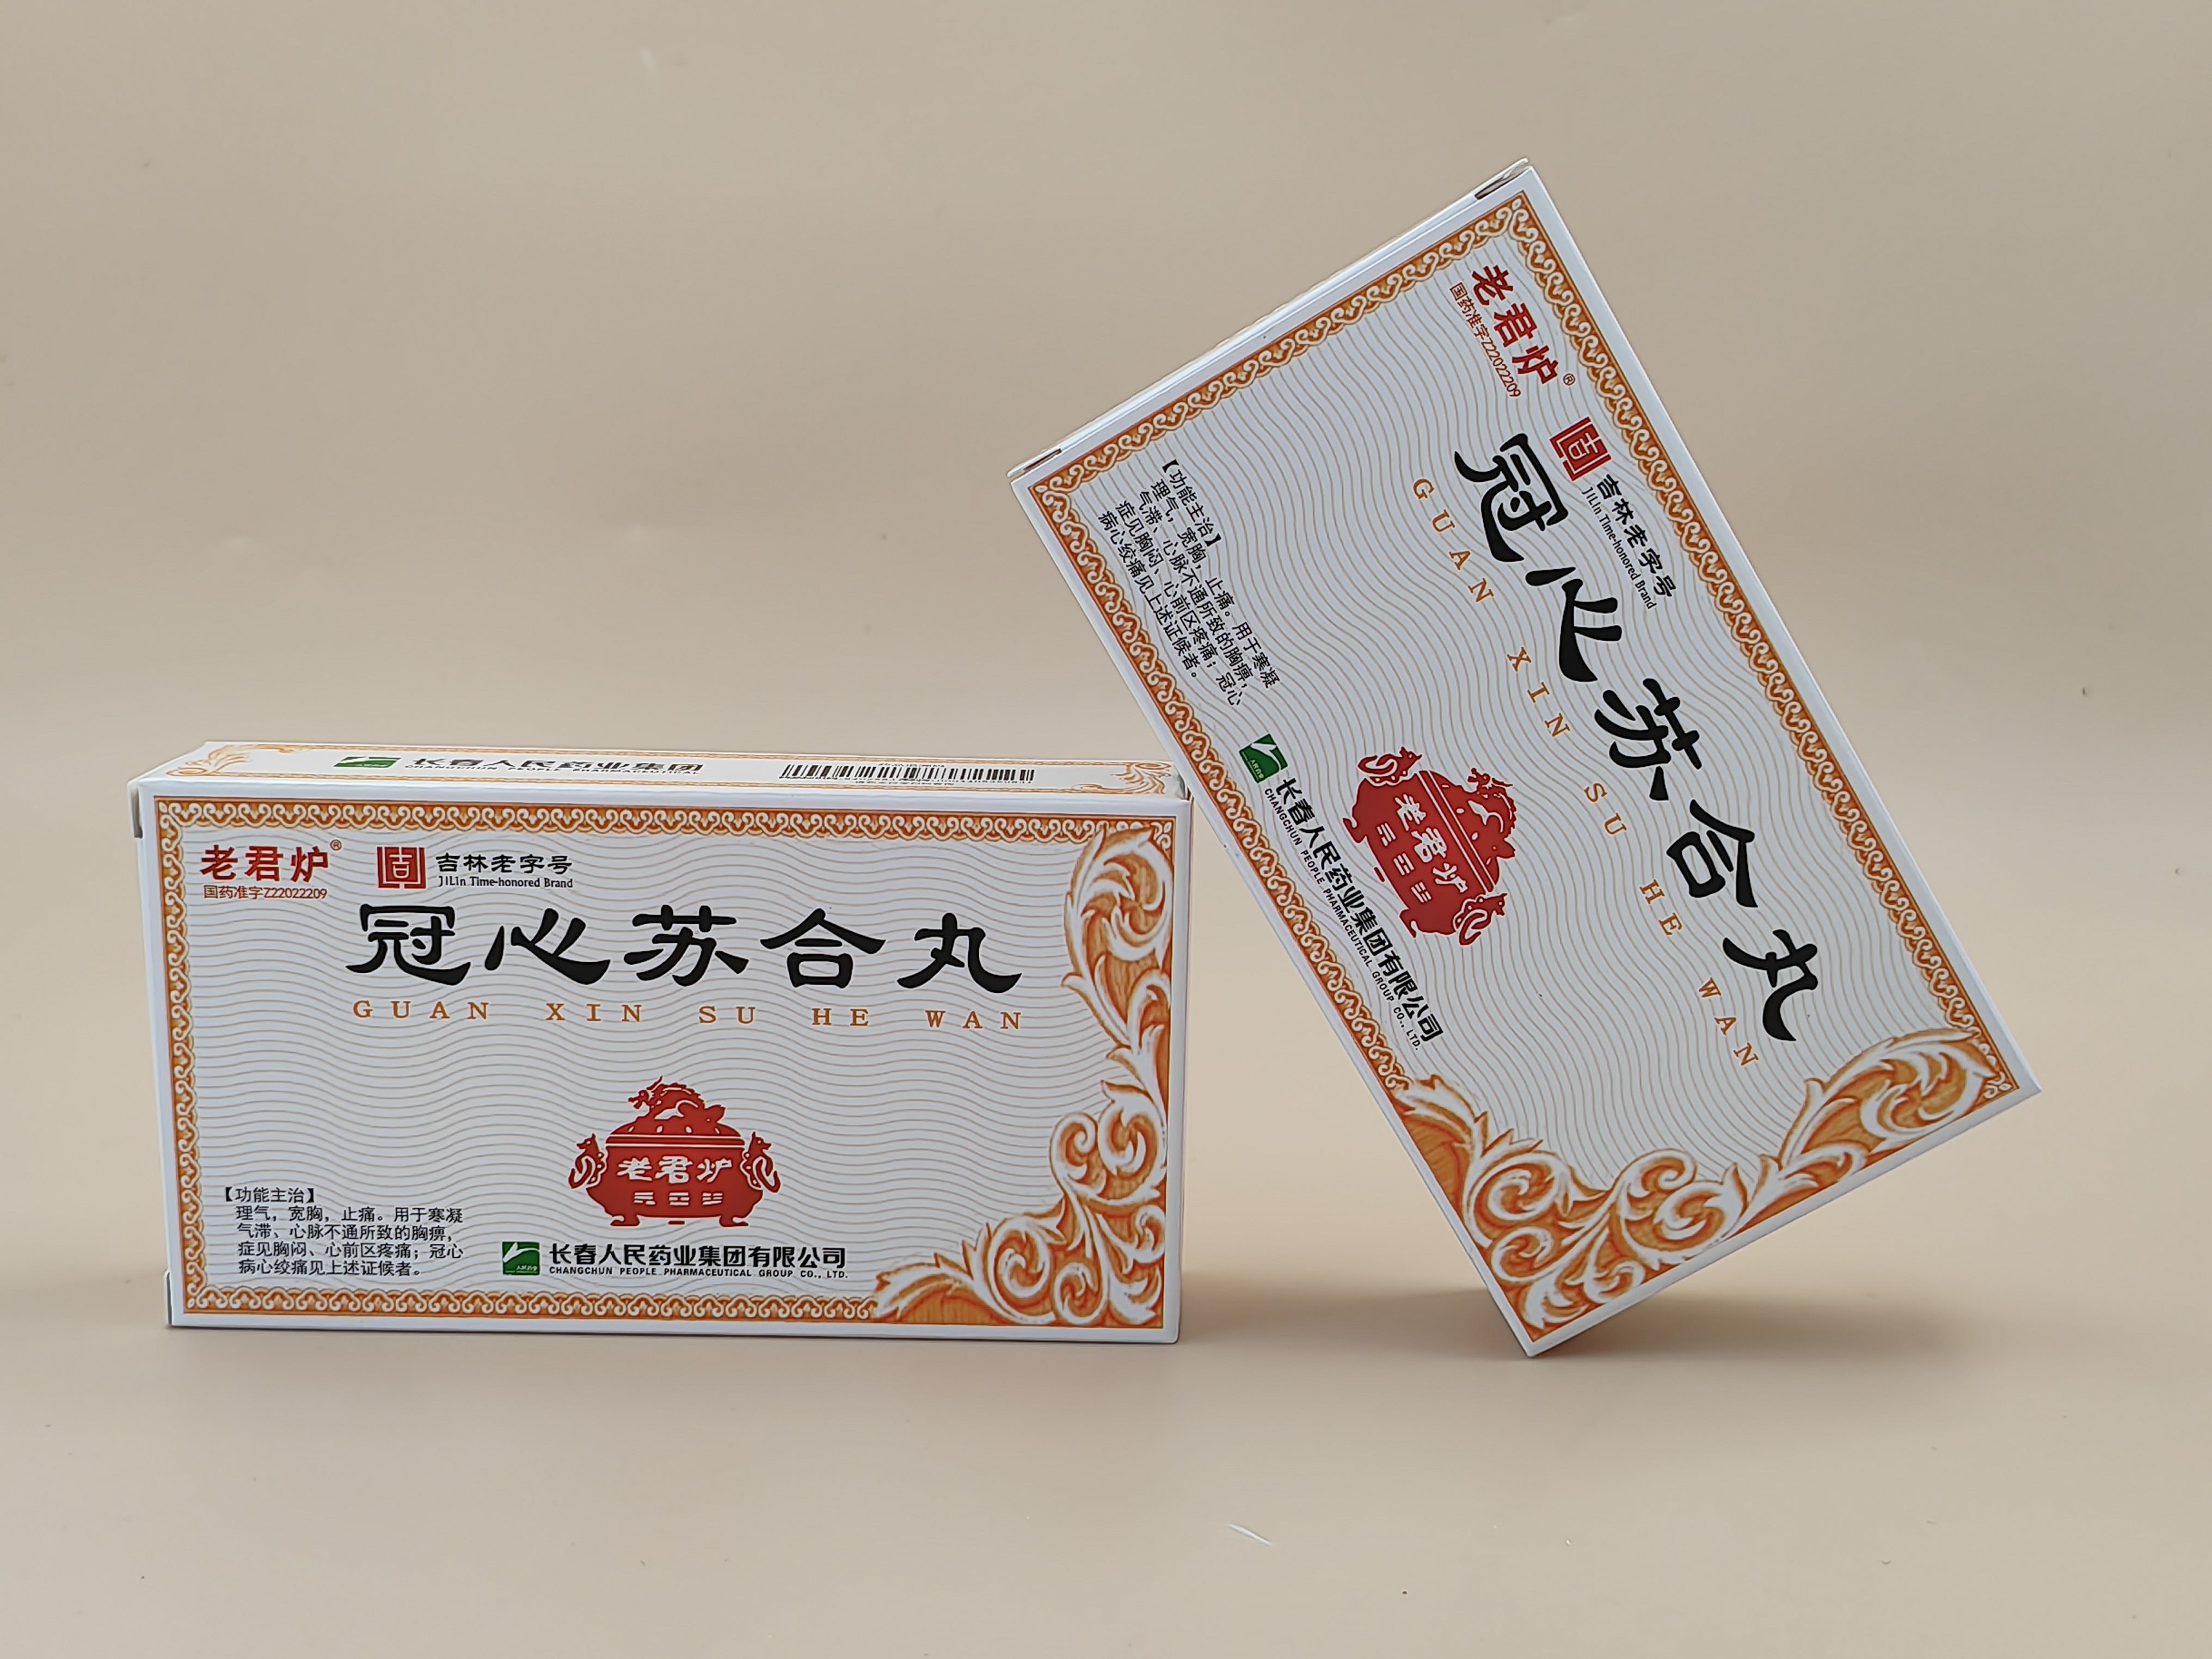 长春人民药业集团
CHANGCHUN PEOPLE PHARMACEUTICAL
老君炉®
国药准字Z22022209
吉林老字号
JiLin Time-honored Brand
冠心苏合丸
GUAN XIN SU HE WAN
老君炉
【功能主治】
理气，宽胸，止痛。用于寒凝
气滞、心脉不通所致的胸痹，
症见胸闷、心前区疼痛；冠心
病心绞痛见上述证候者。
人民药业
长春人民药业集团有限公司
CHANGCHUN PEOPLE PHARMACEUTICAL GROUP CO., LTD.
老君炉®
国药准字Z22022209
吉林老字号
JiLin Time-honored Brand
冠心苏合丸
GUAN XIN SU HE WAN
老君炉
【功能主治】
理气，宽胸，止痛。用于寒凝
气滞、心脉不通所致的胸痹，
症见胸闷、心前区疼痛；冠心
病心绞痛见上述证候者。
人民药业
长春人民药业集团有限公司
CHANGCHUN PEOPLE PHARMACEUTICAL GROUP CO., LTD.